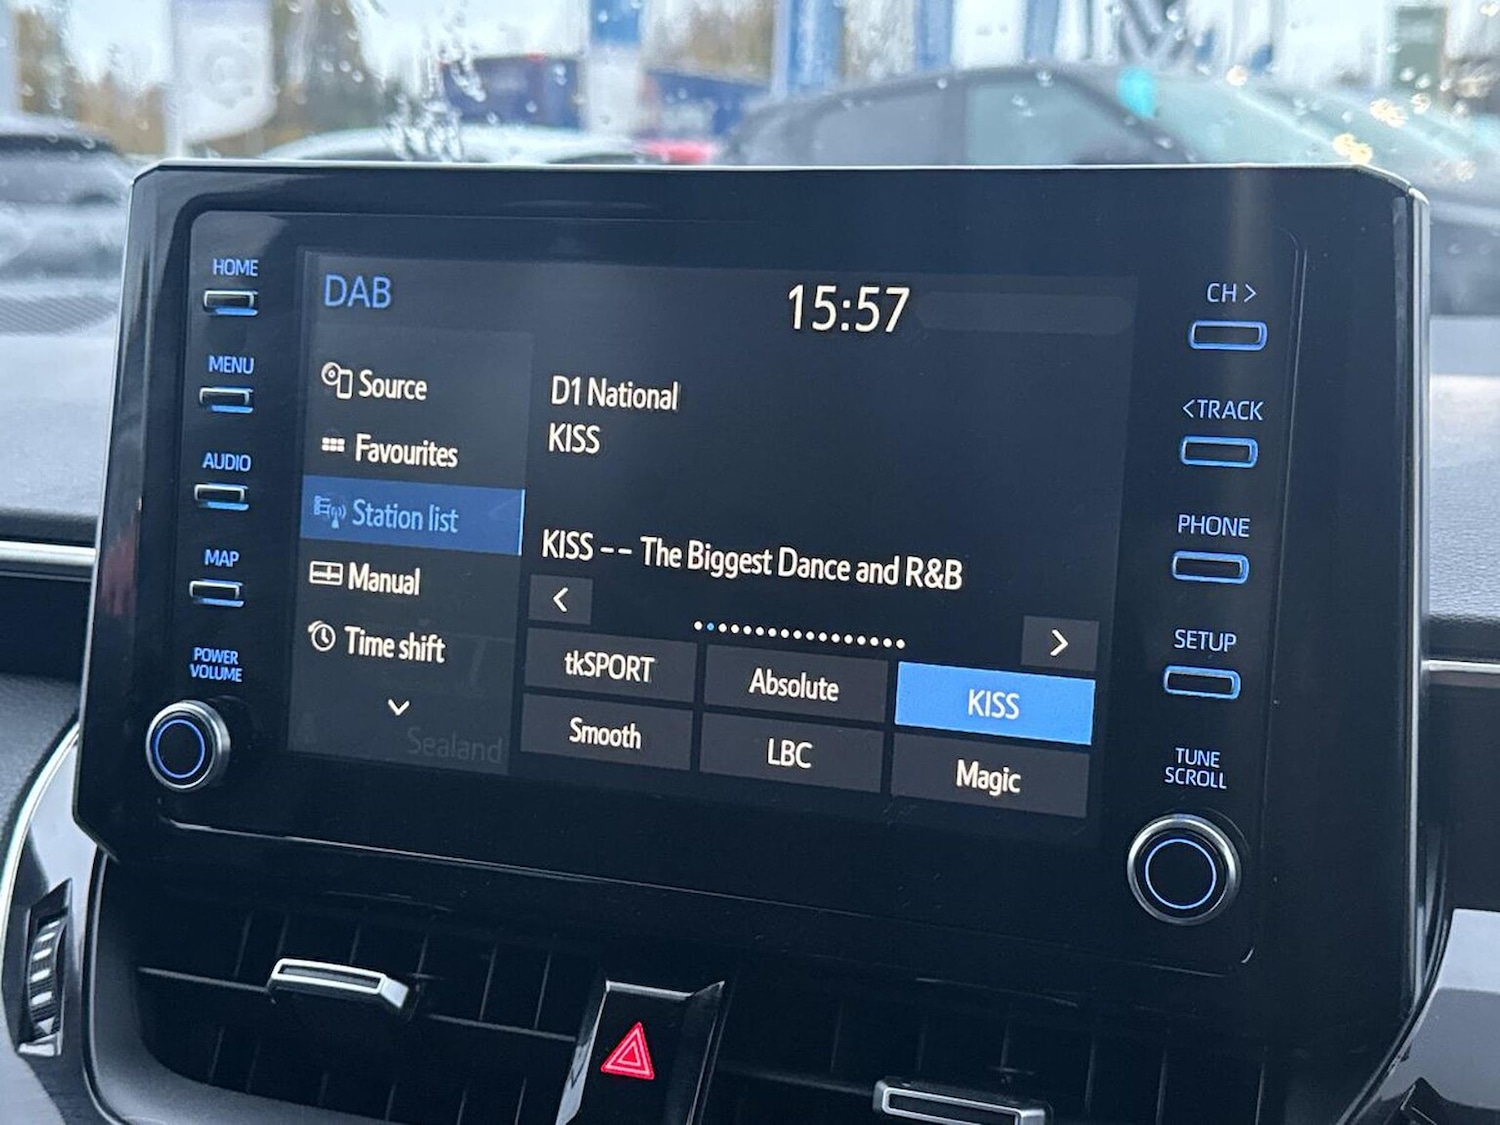 HOME
MENU
AUDIO
MAP
POWER
VOLUME
DAB
15:57
Source
Favourites
Station list
Manual
Time shift
Sealand
D1 National
KISS
KISS -- The Biggest Dance and R&B
<
>
tkSPORT
Absolute
KISS
Smooth
LBC
Magic
CH >
<TRACK
PHONE
SETUP
TUNE
SCROLL